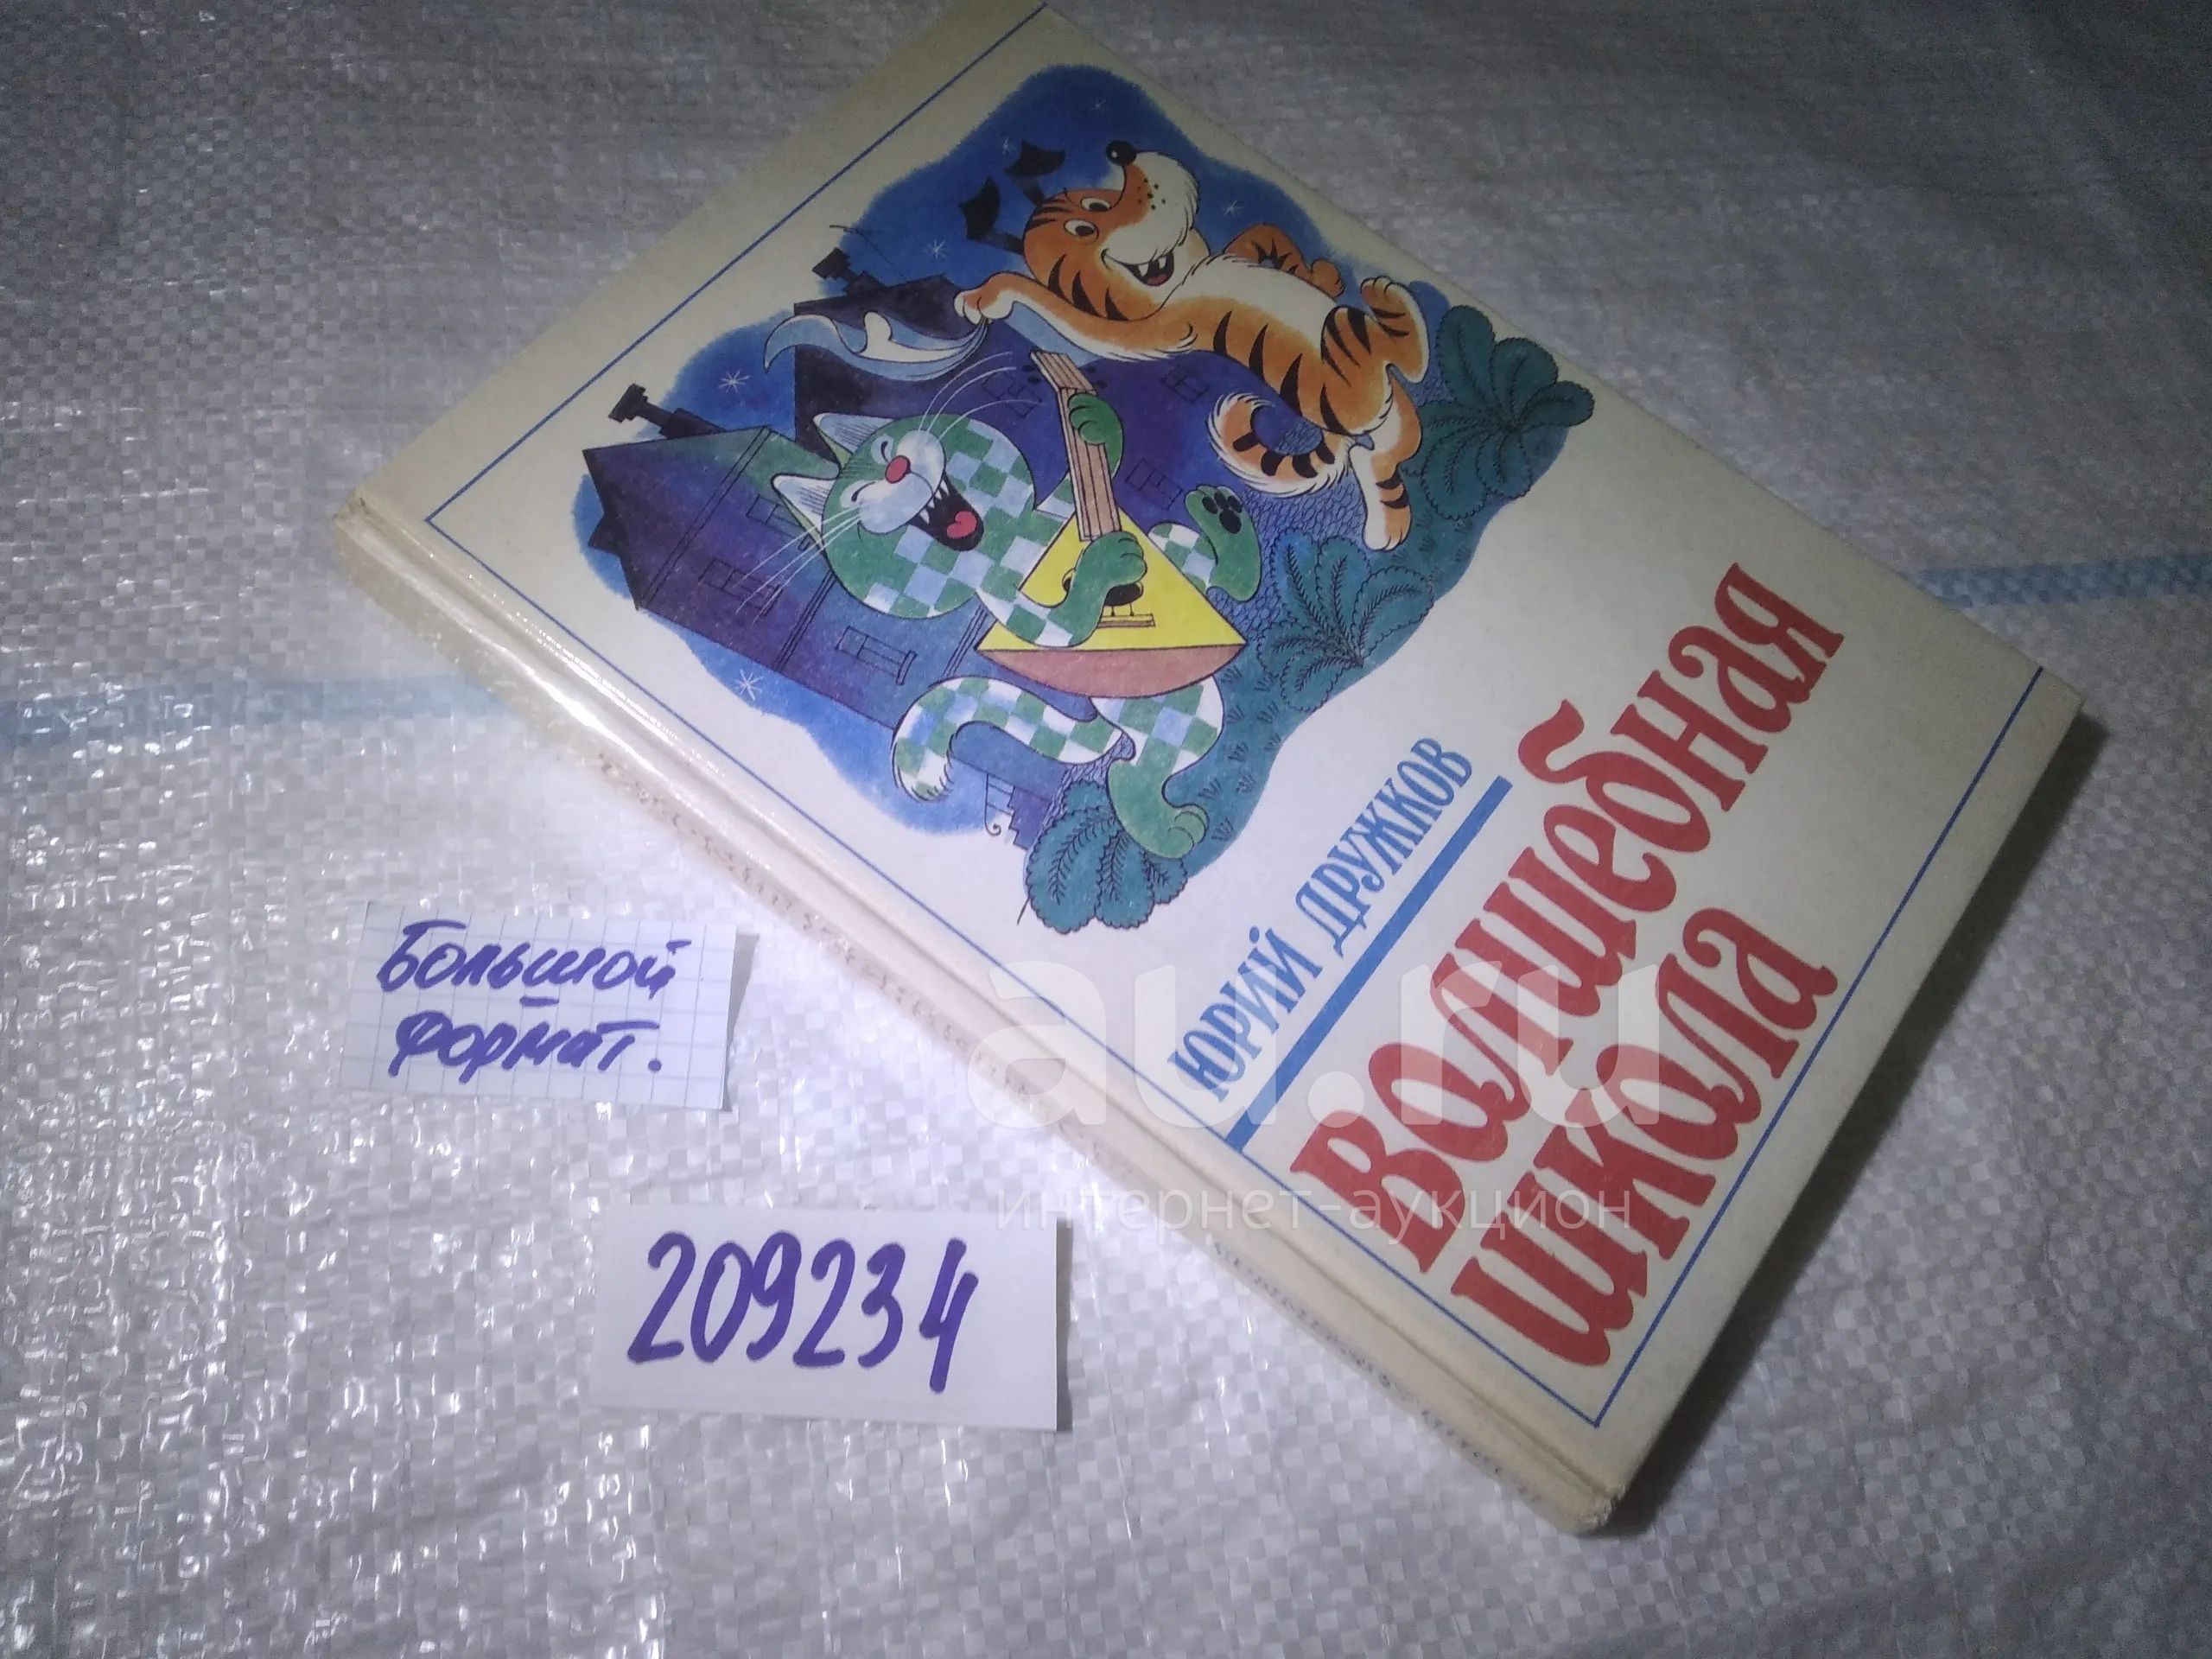 ЮРИЙ ДРУЖКОВ
Волшебная
школа
Большой
формат.
209234
au.ru
интернет-аукцион